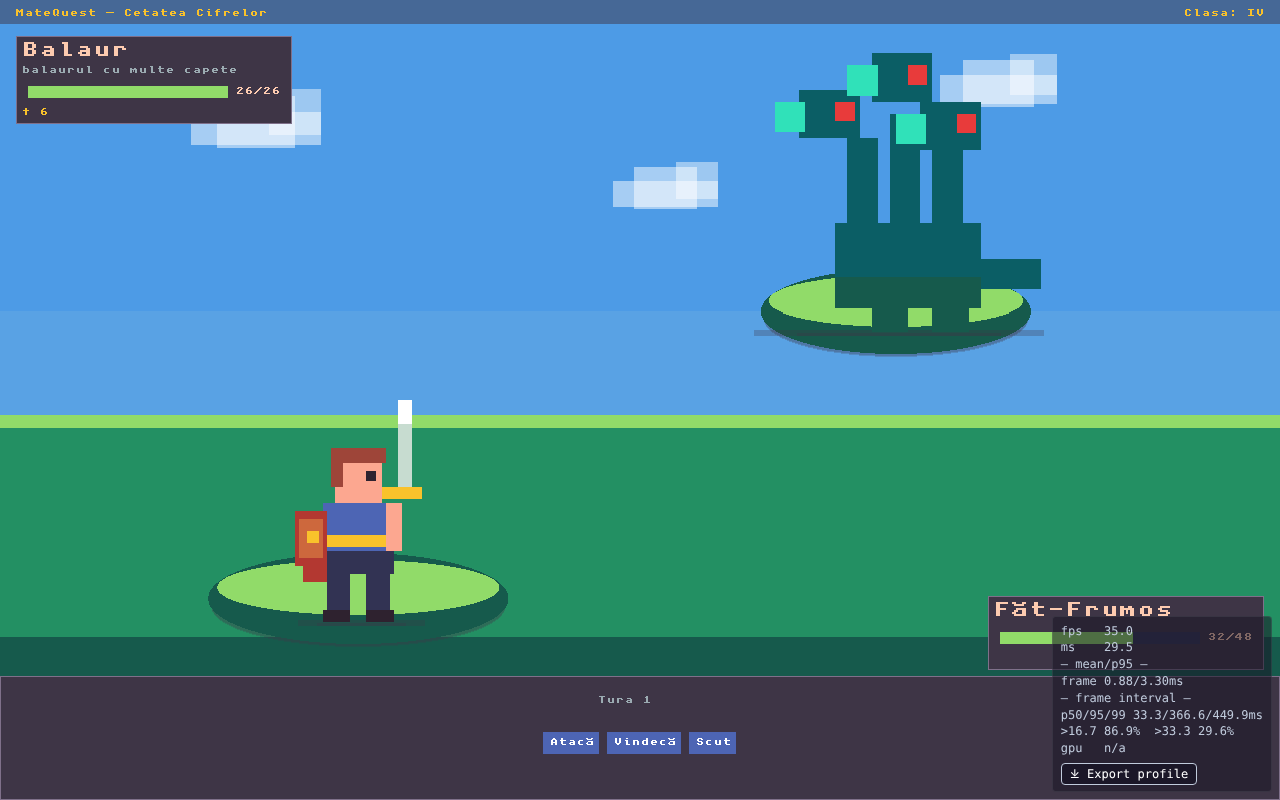 MateQuest — Cetatea Cifrelor
Clasa: IV
Balaur
balaurul cu multe capete
26/26
† 6
Făt-Frumos
32/48
fps 35.0
ms 29.5
— mean/p95 —
frame 0.88/3.30ms
— frame interval —
p50/95/99 33.3/366.6/449.9ms
>16.7 86.9% >33.3 29.6%
gpu n/a
Export profile
Tura 1
Atacă
Vindecă
Scut